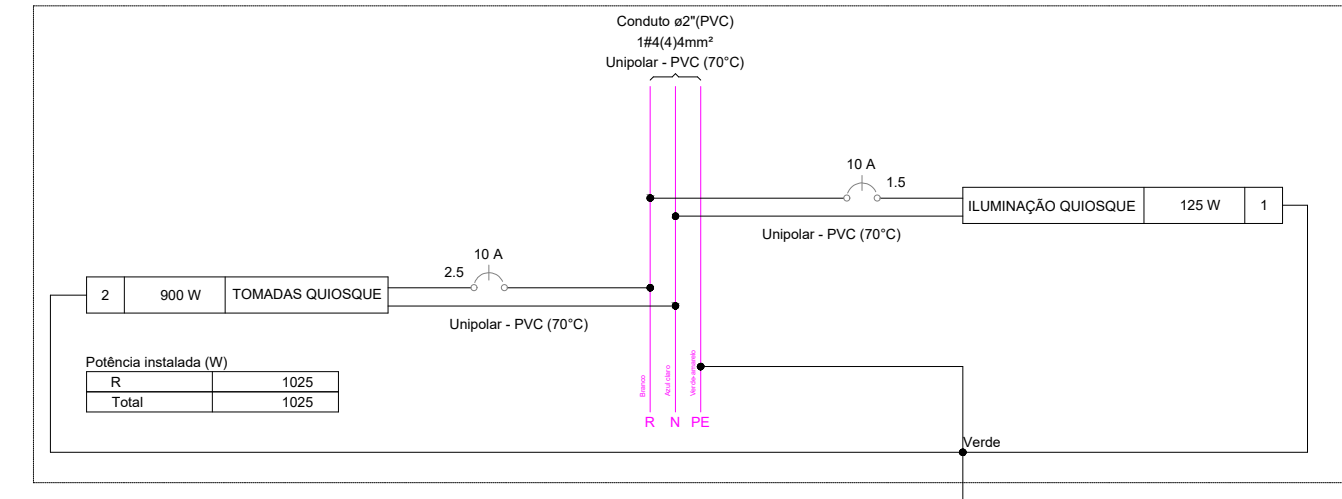 Conduto ø2"(PVC)
1#4(4)4mm²
Unipolar - PVC (70°C)
10 A
1.5
ILUMINAÇÃO QUIOSQUE 125 W 1
Unipolar - PVC (70°C)
10 A
2.5
2 900 W TOMADAS QUIOSQUE
Unipolar - PVC (70°C)
Potência instalada (W)
R 1025
Total 1025
Branco
Azul claro
Verde-amarelo
R N PE
Verde